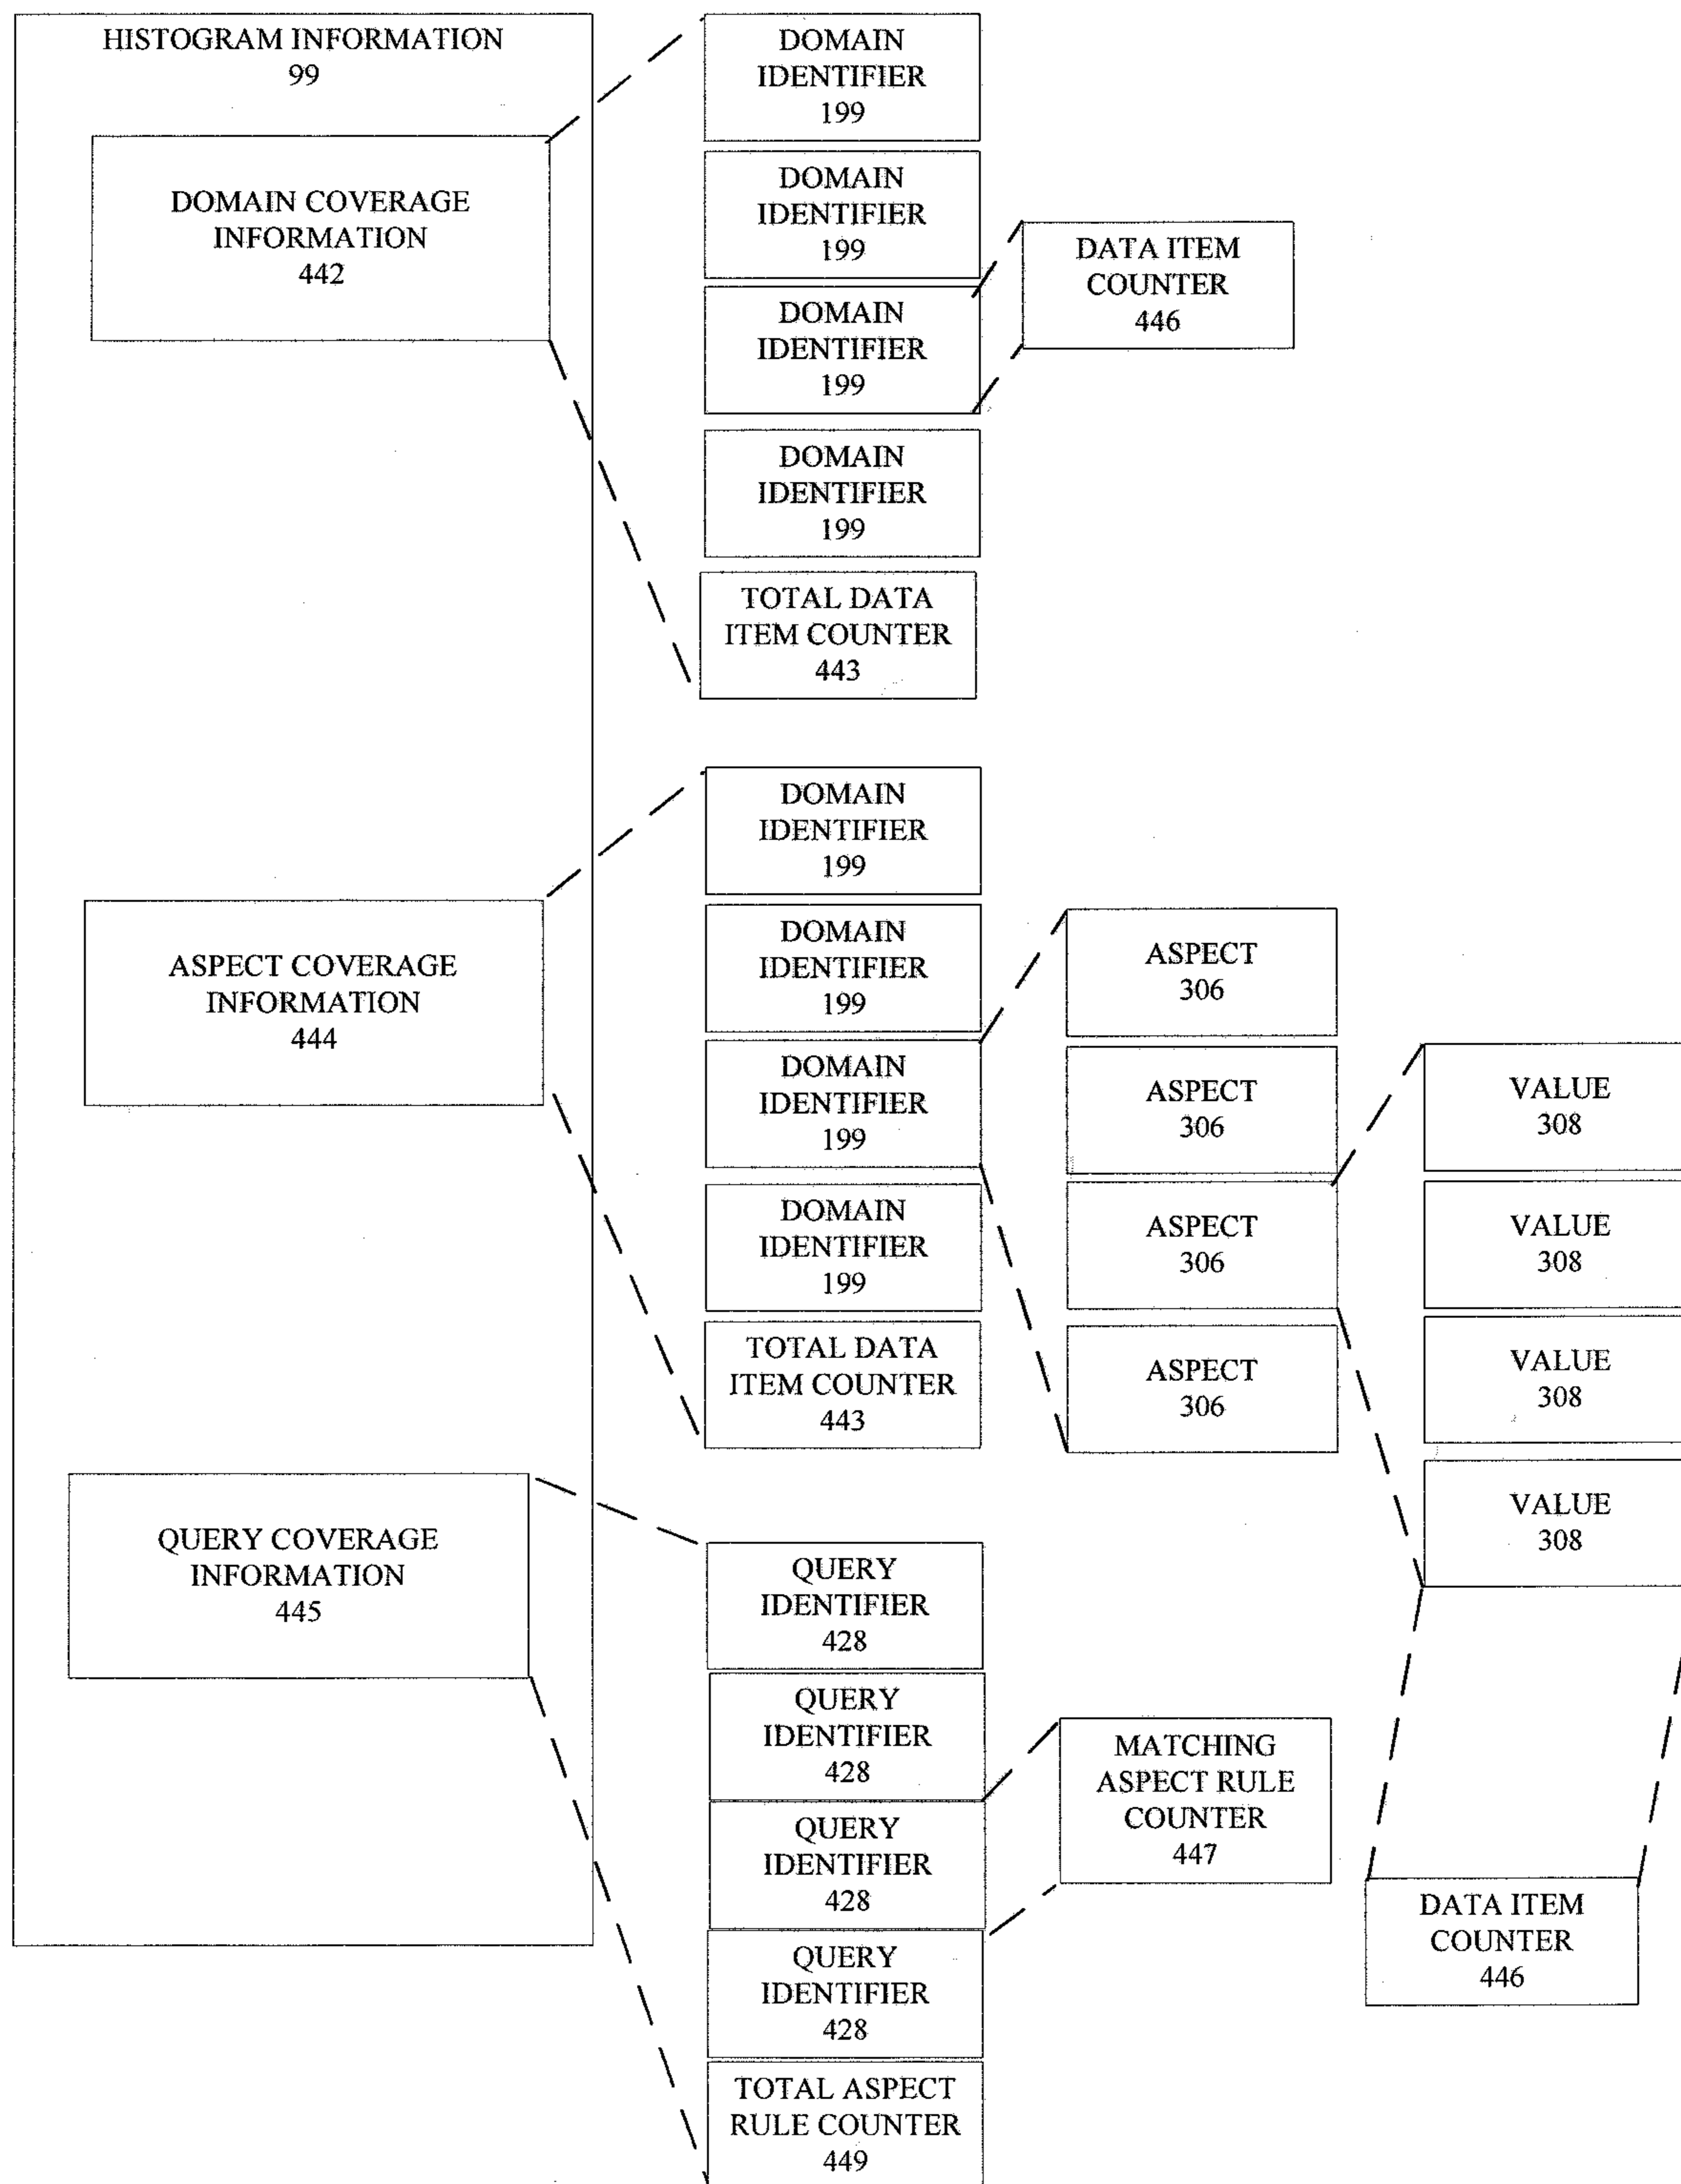 HISTOGRAM INFORMATION
99
DOMAIN COVERAGE
INFORMATION
442
DOMAIN
IDENTIFIER
199
DOMAIN
IDENTIFIER
199
DOMAIN
IDENTIFIER
199
DOMAIN
IDENTIFIER
199
TOTAL DATA
ITEM COUNTER
443
DATA ITEM
COUNTER
446
ASPECT COVERAGE
INFORMATION
444
DOMAIN
IDENTIFIER
199
DOMAIN
IDENTIFIER
199
DOMAIN
IDENTIFIER
199
DOMAIN
IDENTIFIER
199
TOTAL DATA
ITEM COUNTER
443
ASPECT
306
ASPECT
306
ASPECT
306
ASPECT
306
VALUE
308
VALUE
308
VALUE
308
VALUE
308
DATA ITEM
COUNTER
446
QUERY COVERAGE
INFORMATION
445
QUERY
IDENTIFIER
428
QUERY
IDENTIFIER
428
QUERY
IDENTIFIER
428
QUERY
IDENTIFIER
428
TOTAL ASPECT
RULE COUNTER
449
MATCHING
ASPECT RULE
COUNTER
447